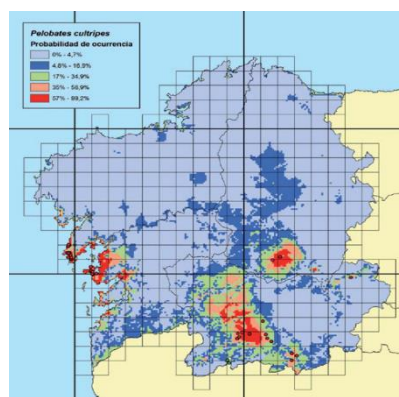 Pelobates cultripes
Probabilidad de ocurrencia
0% - 4,7%
4,8% - 16,9%
17% - 34,9%
35% - 56,9%
57% - 89,2%